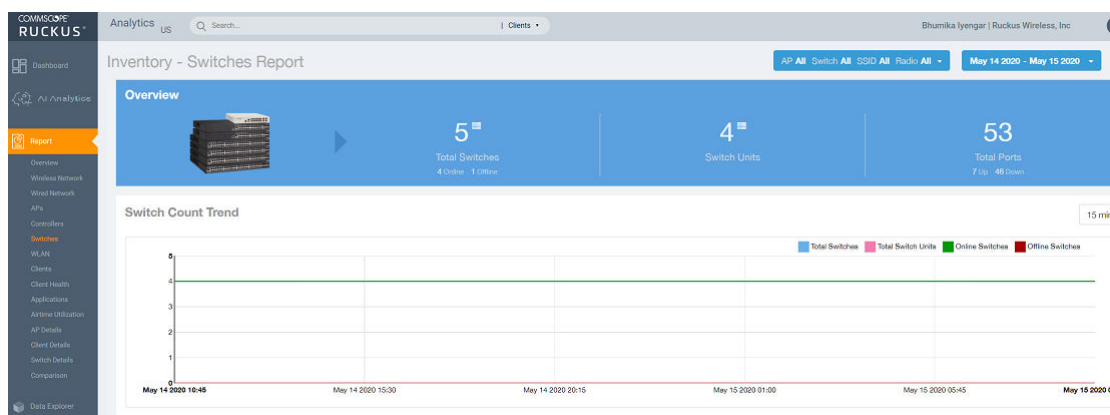 COMMSCOPE
RUCKUS
Analytics US
Search...
| Clients
Bhumika Iyengar | Ruckus Wireless, Inc
Dashboard
AI Analytics
Report
Overview
Wireless Network
Wired Network
APs
Controllers
Switches
WLAN
Clients
Client Health
Applications
Airtime Utilization
AP Details
Client Details
Switch Details
Comparison
Data Explorer
Inventory - Switches Report
AP All Switch All SSID All Radio All
May 14 2020 - May 15 2020
Overview
5
Total Switches
4 Online 1 Offline
4
Switch Units
53
Total Ports
7 Up 46 Down
Switch Count Trend
15 min
Total Switches Total Switch Units Online Switches Offline Switches
5
4
3
2
1
0
May 14 2020 10:45 May 14 2020 15:30 May 14 2020 20:15 May 15 2020 01:00 May 15 2020 05:45 May 15 2020